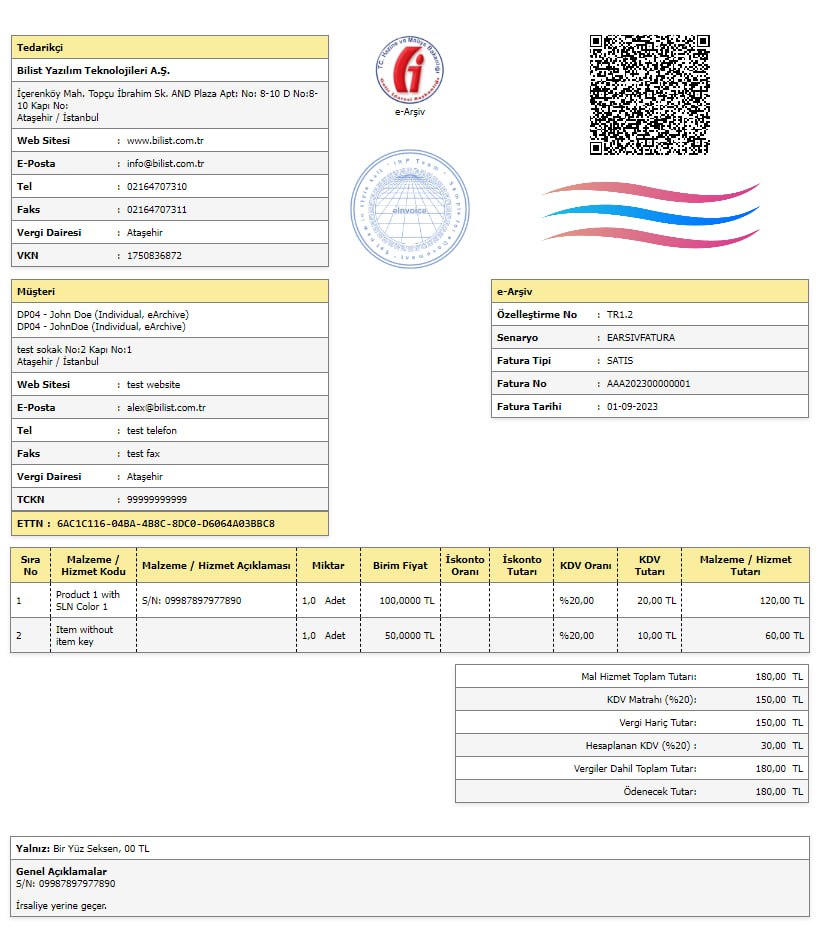 Tedarikçi
Bilist Yazılım Teknolojileri A.Ş.
İçerenköy Mah. Topçu İbrahim Sk. AND Plaza Apt: No: 8-10 D No:8-
10 Kapı No:
Ataşehir / İstanbul
Web Sitesi : www.bilist.com.tr
E-Posta : info@bilist.com.tr
Tel : 02164707310
Faks : 02164707311
Vergi Dairesi : Ataşehir
VKN : 1750836872
T.C. Hazine ve Maliye Bakanlığı
Gelir İdaresi Başkanlığı
e-Arşiv
eInvoice
Müşteri
DP04 - John Doe (Individual, eArchive)
DP04 - JohnDoe (Individual, eArchive)
test sokak No:2 Kapı No:1
Ataşehir / İstanbul
Web Sitesi : test website
E-Posta : alex@bilist.com.tr
Tel : test telefon
Faks : test fax
Vergi Dairesi : Ataşehir
TCKN : 99999999999
ETTN : 6AC1C116-04BA-4B8C-8DC0-D6064A03BBC8
e-Arşiv
Özelleştirme No : TR1.2
Senaryo : EARSIVFATURA
Fatura Tipi : SATIS
Fatura No : AAA202300000001
Fatura Tarihi : 01-09-2023
Sıra No Malzeme / Hizmet Kodu Malzeme / Hizmet Açıklaması Miktar Birim Fiyat İskonto Oranı İskonto Tutarı KDV Oranı KDV Tutarı Malzeme / Hizmet Tutarı
1 Product 1 with SLN Color 1 S/N: 09987897977890 1,0 Adet 100,0000 TL %20,00 20,00 TL 120,00 TL
2 Item without item key 1,0 Adet 50,0000 TL %20,00 10,00 TL 60,00 TL
Mal Hizmet Toplam Tutarı: 180,00 TL
KDV Matrahı (%20): 150,00 TL
Vergi Hariç Tutar: 150,00 TL
Hesaplanan KDV (%20) : 30,00 TL
Vergiler Dahil Toplam Tutar: 180,00 TL
Ödenecek Tutar: 180,00 TL
Yalnız: Bir Yüz Seksen, 00 TL
Genel Açıklamalar
S/N: 09987897977890
İrsaliye yerine geçer.